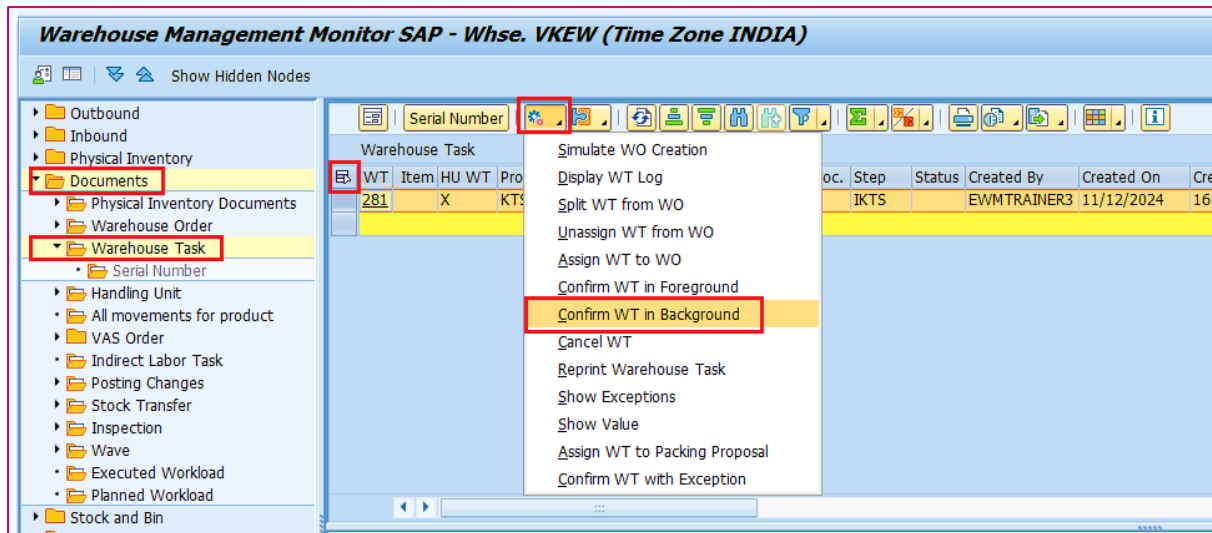 Warehouse Management Monitor SAP - Whse. VKEW (Time Zone INDIA)
Show Hidden Nodes
Outbound
Inbound
Physical Inventory
Documents
Physical Inventory Documents
Warehouse Order
Warehouse Task
Serial Number
Handling Unit
All movements for product
VAS Order
Indirect Labor Task
Posting Changes
Stock Transfer
Inspection
Wave
Executed Workload
Planned Workload
Stock and Bin
Serial Number
Warehouse Task
WT Item HU WT Pro oc. Step Status Created By Created On Cre
281 X KTS IKTS EWMTRAINER3 11/12/2024 16
Simulate WO Creation
Display WT Log
Split WT from WO
Unassign WT from WO
Assign WT to WO
Confirm WT in Foreground
Confirm WT in Background
Cancel WT
Reprint Warehouse Task
Show Exceptions
Show Value
Assign WT to Packing Proposal
Confirm WT with Exception